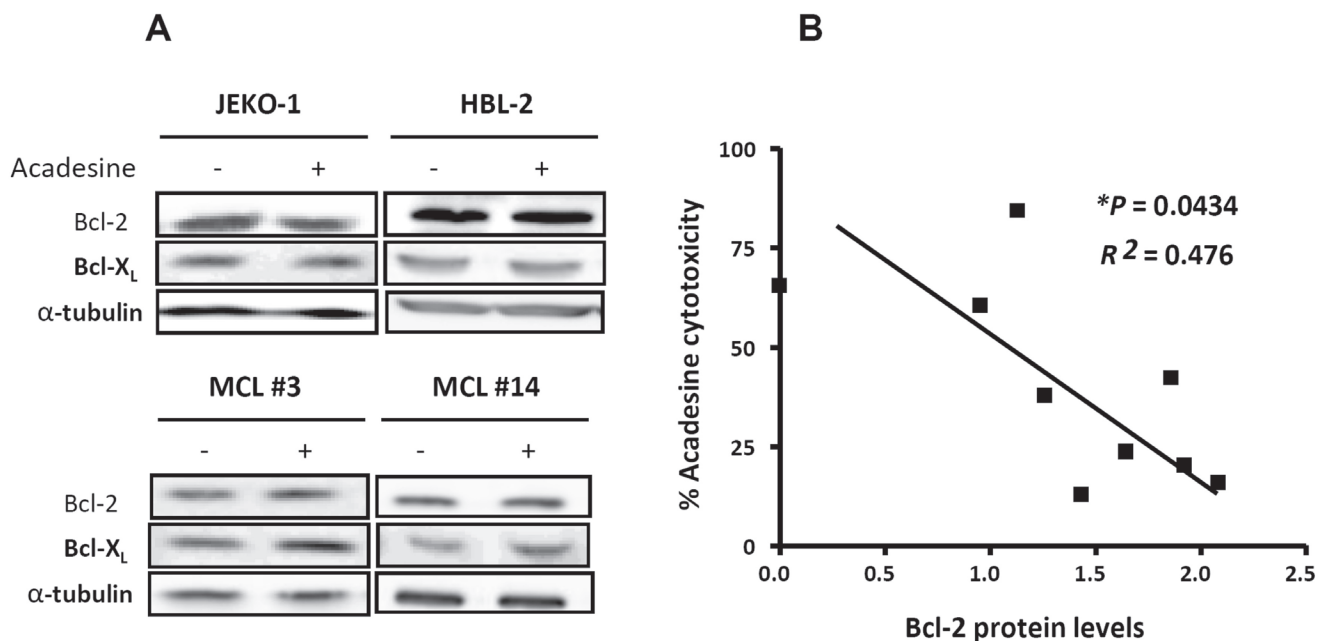 A
JEKO-1 HBL-2
Acadesine - + - +
Bcl-2
Bcl-XL
α-tubulin
MCL #3 MCL #14
- + - +
Bcl-2
Bcl-XL
α-tubulin
B
100
75
50
25
0
% Acadesine cytotoxicity
*P = 0.0434
R 2 = 0.476
0.0 0.5 1.0 1.5 2.0 2.5
Bcl-2 protein levels